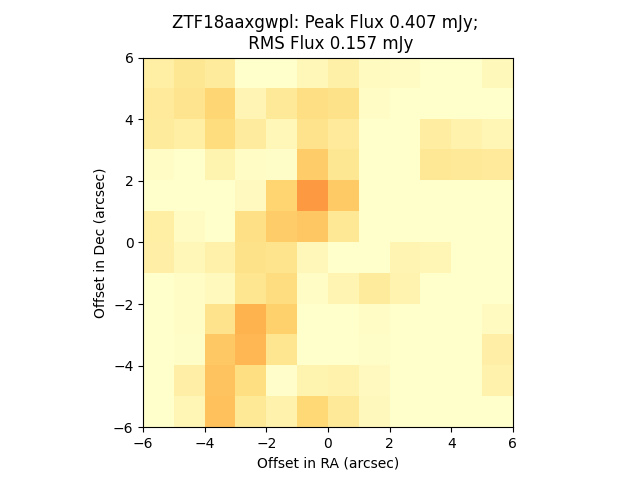 ZTF18aaxgwpl: Peak Flux 0.407 mJy;
RMS Flux 0.157 mJy
6
4
2
0
−2
−4
−6
Offset in Dec (arcsec)
−6 −4 −2 0 2 4 6
Offset in RA (arcsec)